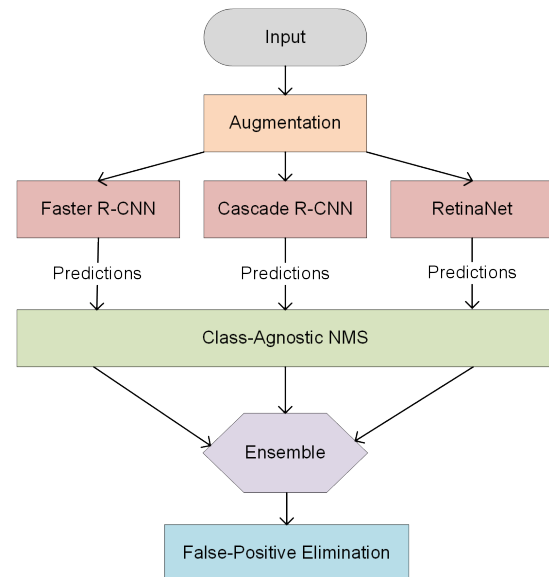 Input
Augmentation
Faster R-CNN
Cascade R-CNN
RetinaNet
Predictions
Predictions
Predictions
Class-Agnostic NMS
Ensemble
False-Positive Elimination